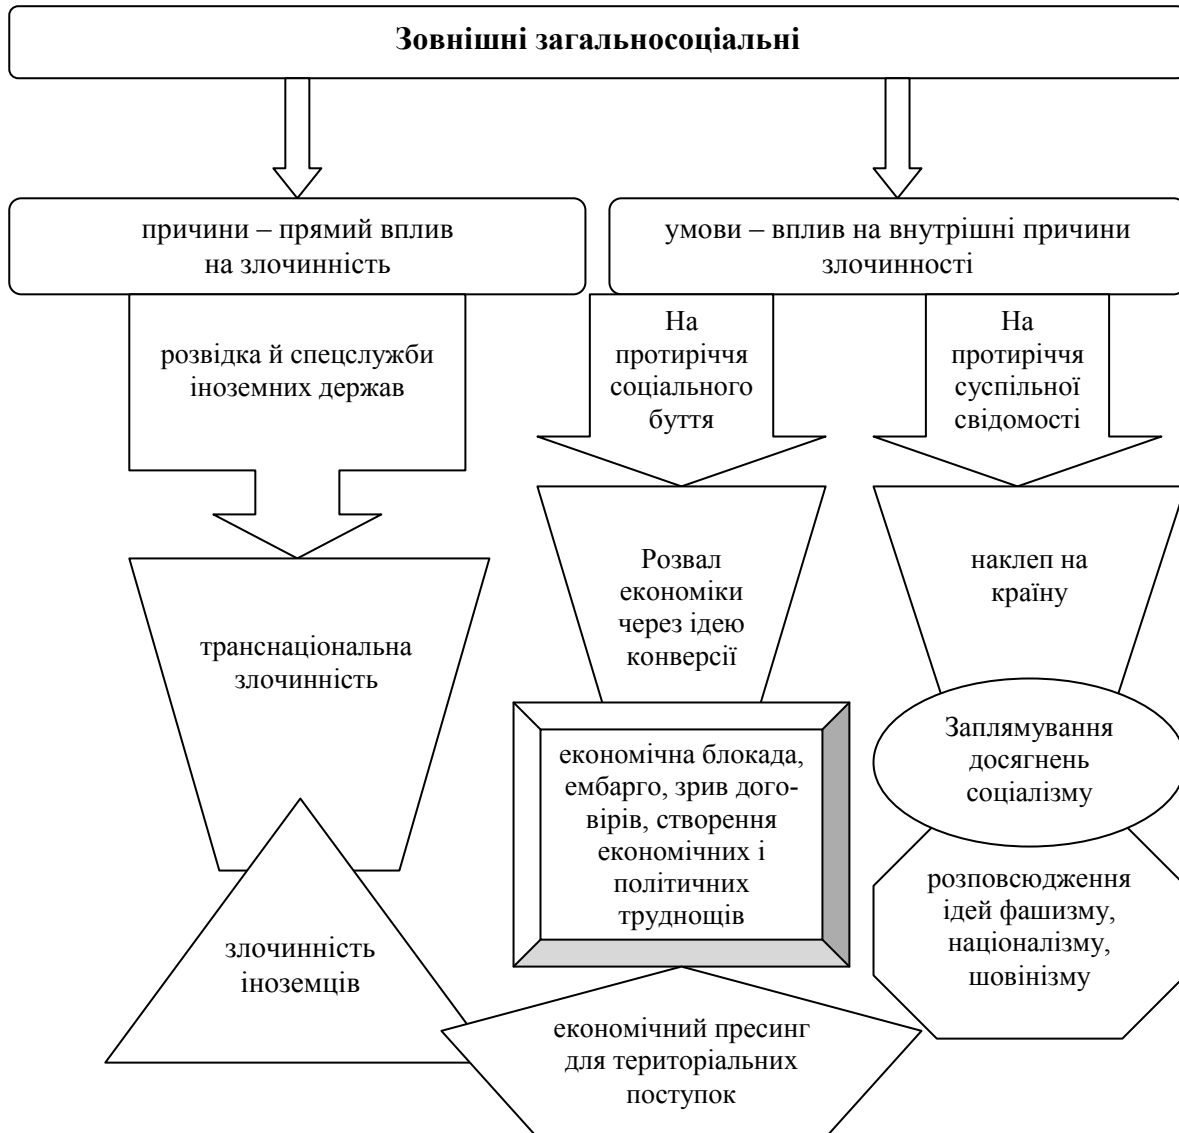 Зовнішні загальносоціальні
причини – прямий вплив
на злочинність
умови – вплив на внутрішні причини
злочинності
розвідка й спецслужби
іноземних держав
транснаціональна
злочинність
злочинність
іноземців
На
протиріччя
соціального
буття
Розвал
економіки
через ідею
конверсії
економічна блокада,
ембарго, зрив дого-
вірів, створення
економічних і
політичних
труднощів
економічний пресинг
для територіальних
поступок
На
протиріччя
суспільної
свідомості
наклеп на
країну
Заплямування
досягнень
соціалізму
розповсюдження
ідей фашизму,
націоналізму,
шовінізму